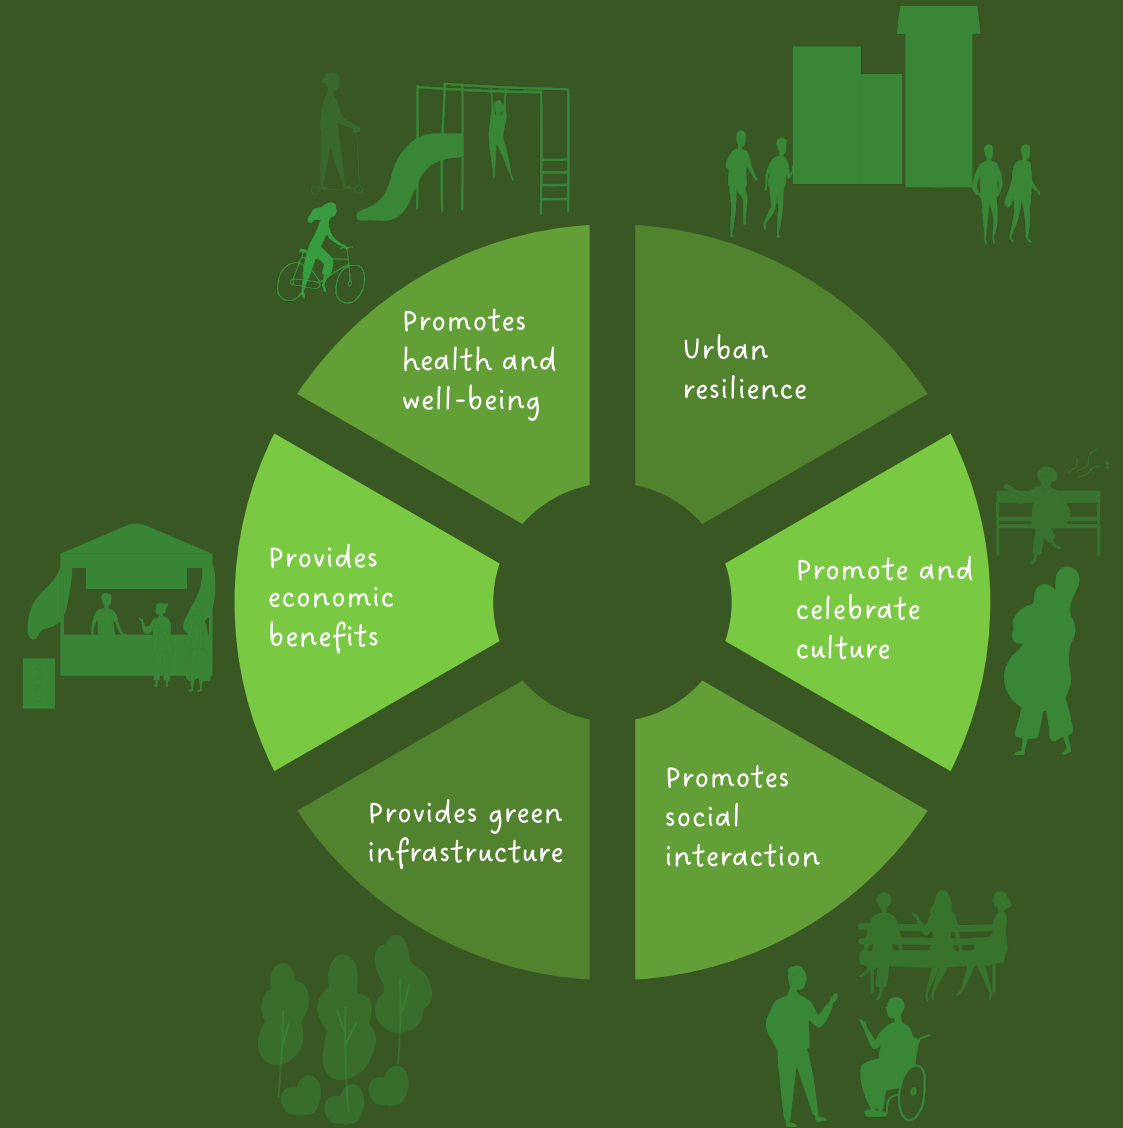 Promotes
health and
well-being
Urban
resilience
Provides
economic
benefits
Promote and
celebrate
culture
Provides green
infrastructure
Promotes
social
interaction